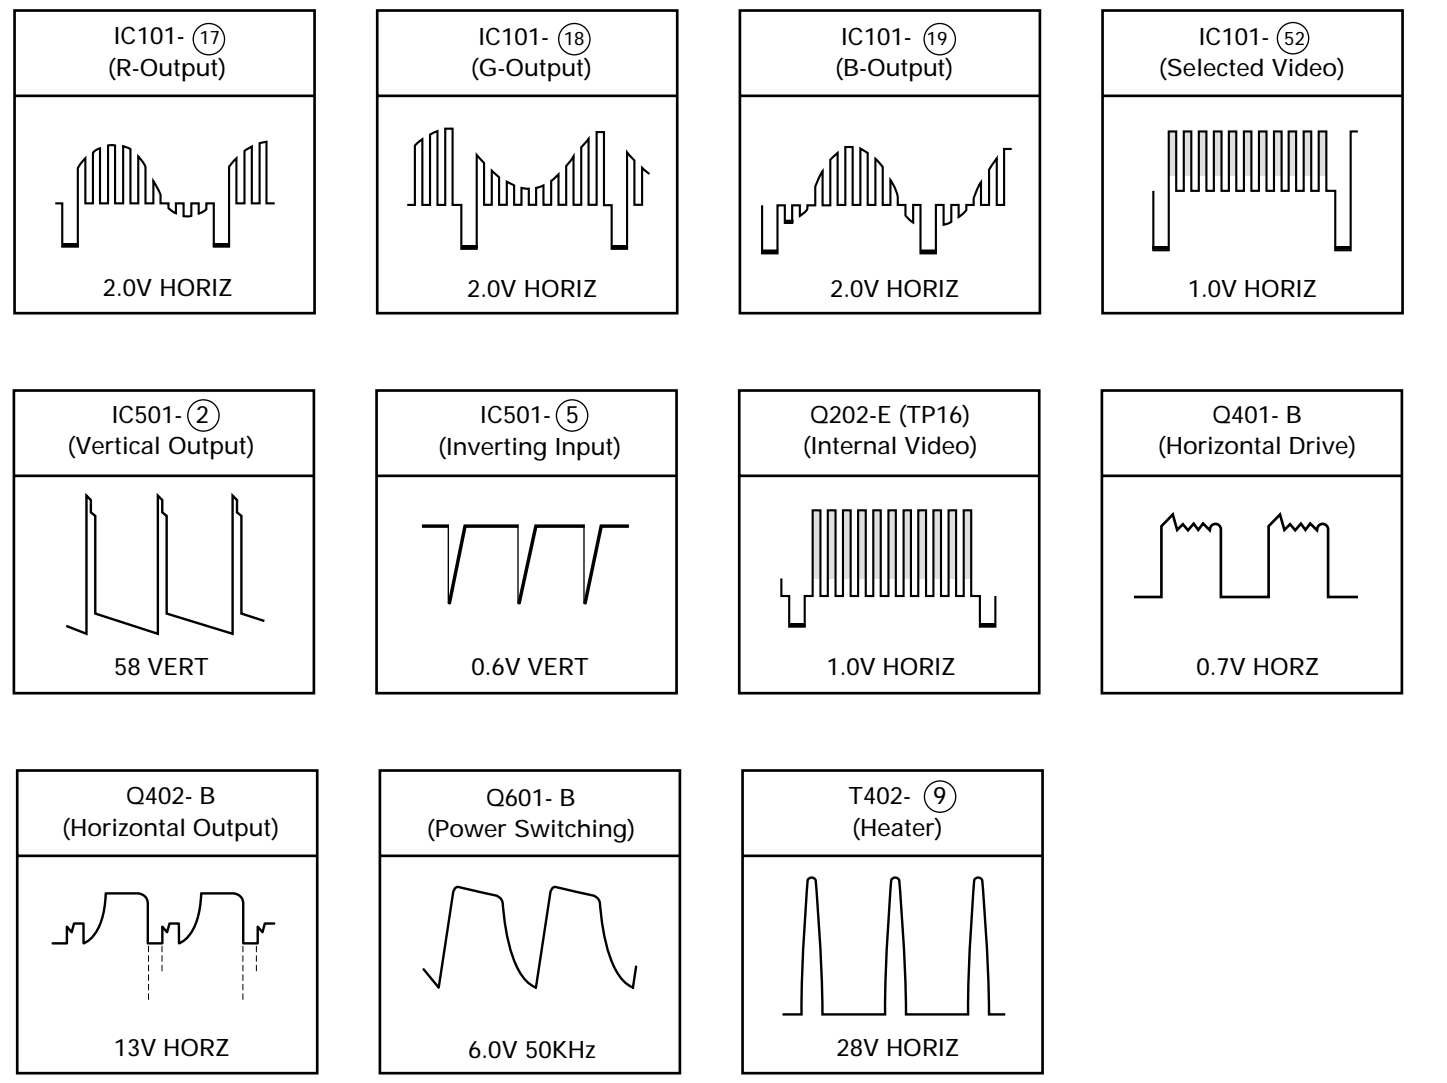 IC101- 17
(R-Output)
2.0V HORIZ
IC101- 18
(G-Output)
2.0V HORIZ
IC101- 19
(B-Output)
2.0V HORIZ
IC101- 52
(Selected Video)
1.0V HORIZ
IC501- 2
(Vertical Output)
58 VERT
IC501- 5
(Inverting Input)
0.6V VERT
Q202-E (TP16)
(Internal Video)
1.0V HORIZ
Q401- B
(Horizontal Drive)
0.7V HORZ
Q402- B
(Horizontal Output)
13V HORZ
Q601- B
(Power Switching)
6.0V 50KHz
T402- 9
(Heater)
28V HORIZ